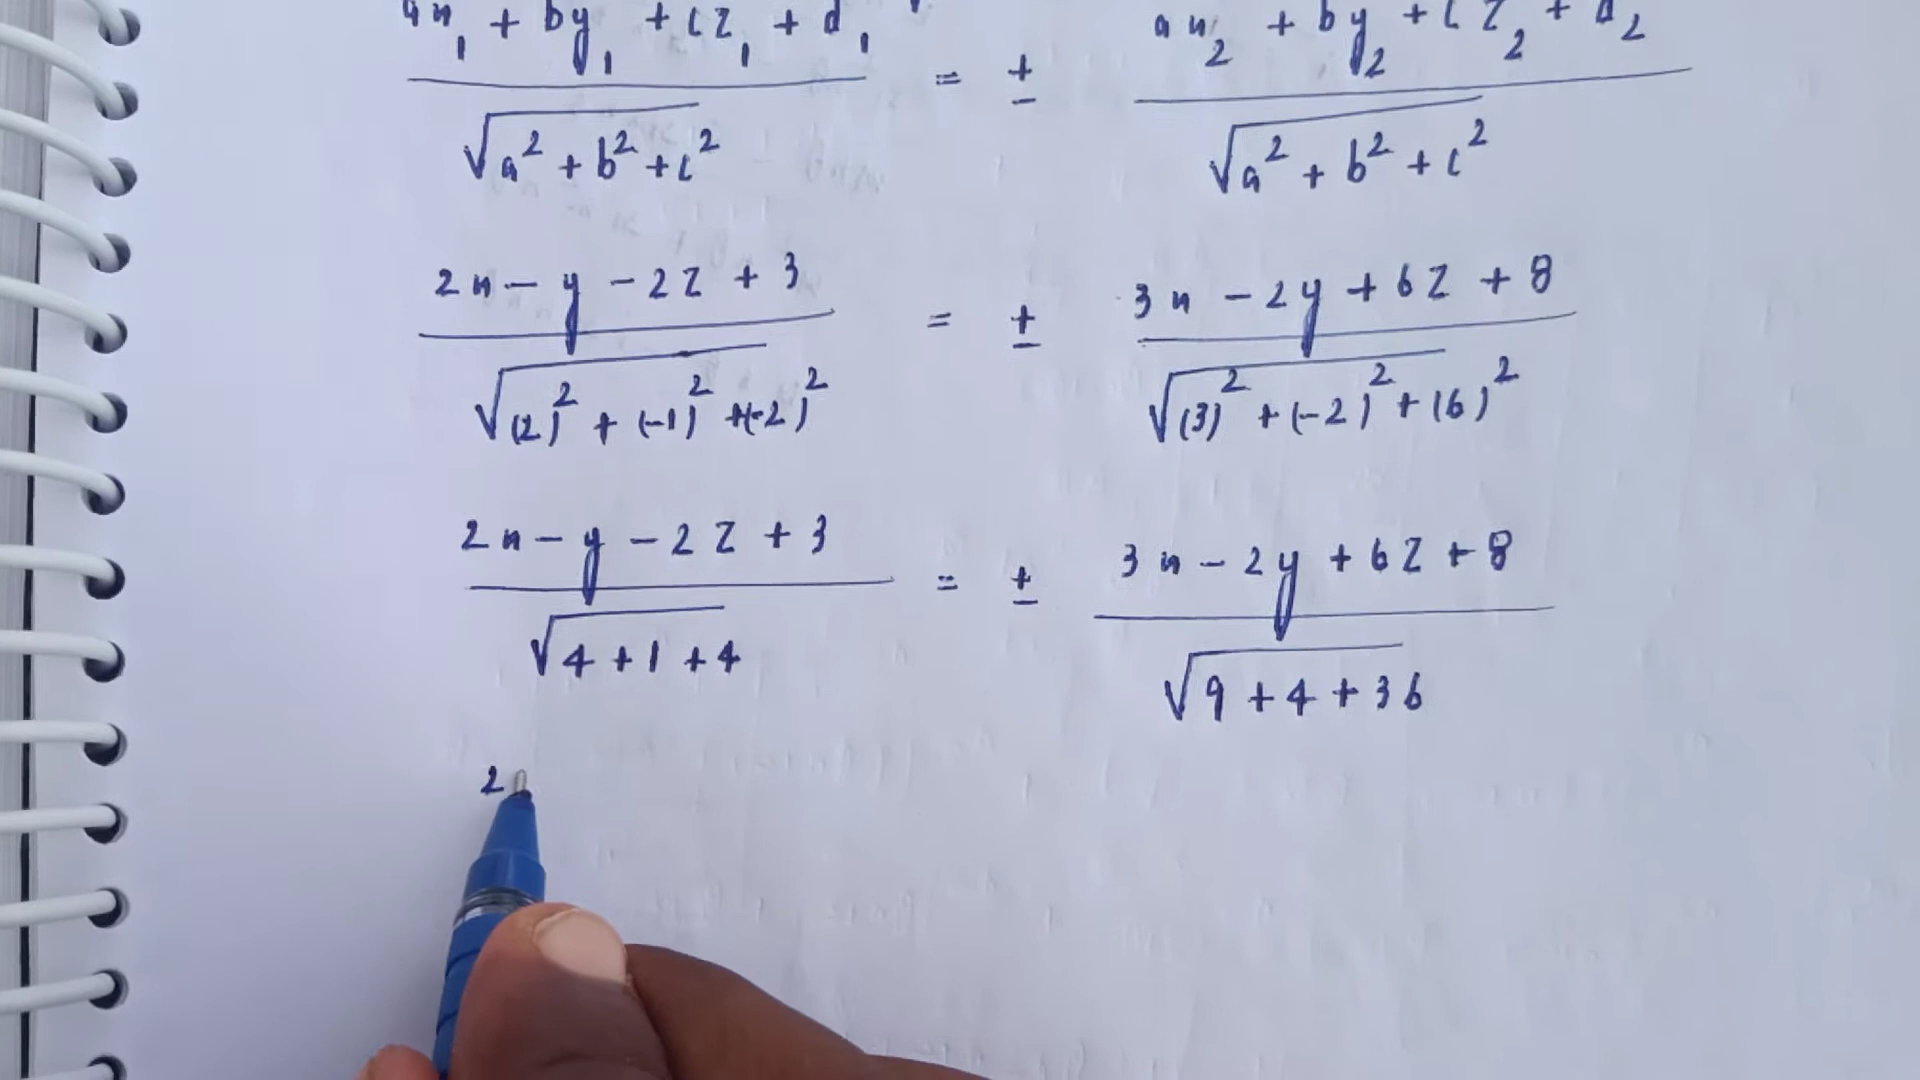 ax₁ + by₁ + cz₁ + d₁ / √a² + b² + c² = ± ax₂ + by₂ + cz₂ + d₂ / √a² + b² + c²
2x - y - 2z + 3 / √(2)² + (-1)² + (-2)² = ± 3x - 2y + 6z + 8 / √(3)² + (-2)² + (6)²
2x - y - 2z + 3 / √4 + 1 + 4 = ± 3x - 2y + 6z + 8 / √9 + 4 + 36
2